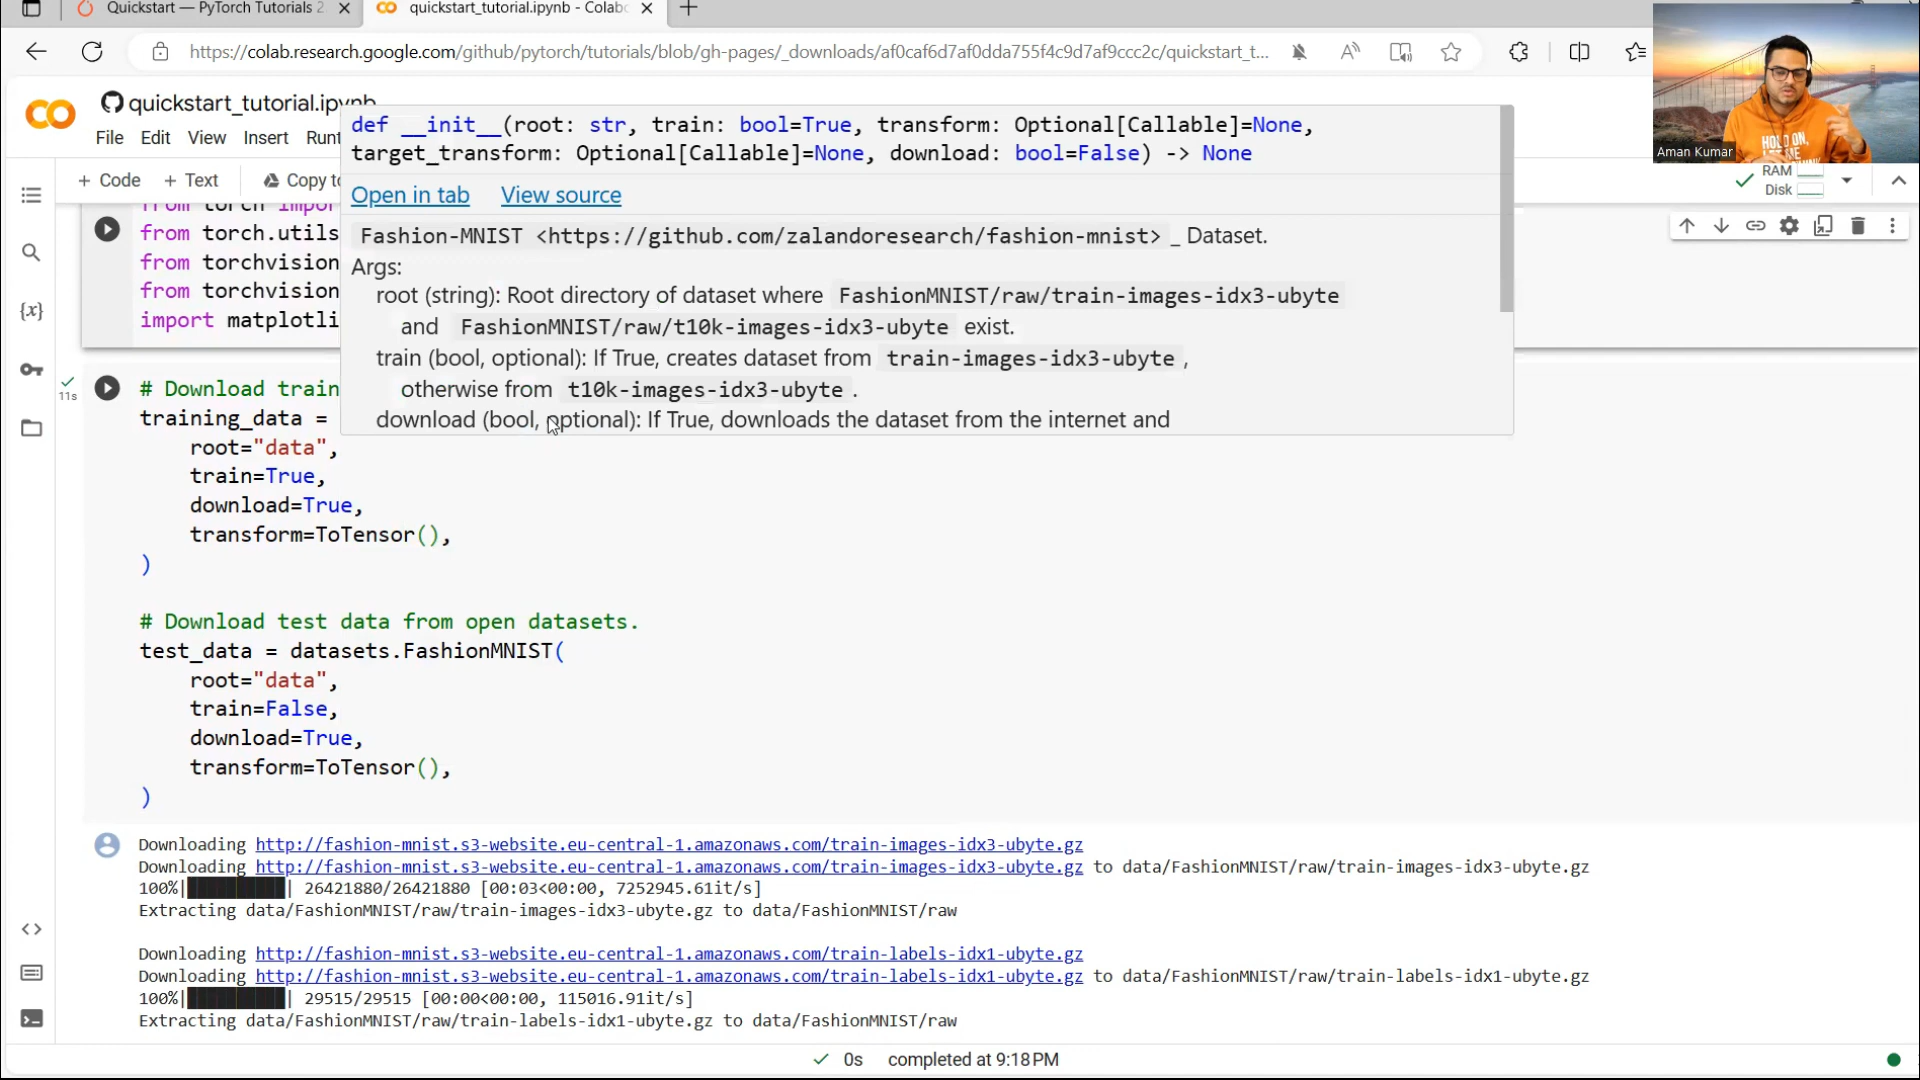 Quickstart — PyTorch Tutorials 2
quickstart_tutorial.ipynb - Colab
https://colab.research.google.com/github/pytorch/tutorials/blob/gh-pages/_downloads/af0caf6d7af0dda755f4c9d7af9ccc2c/quickstart_t...
quickstart_tutorial.ipynb
File Edit View Insert
+ Code + Text Copy
RAM
Disk
Aman Kumar
HOLD ON,
def __init__(root: str, train: bool=True, transform: Optional[Callable]=None,
target_transform: Optional[Callable]=None, download: bool=False) -> None
Open in tab View source
Fashion-MNIST <https://github.com/zalandoresearch/fashion-mnist> _ Dataset.
Args:
root (string): Root directory of dataset where FashionMNIST/raw/train-images-idx3-ubyte
and FashionMNIST/raw/t10k-images-idx3-ubyte exist.
train (bool, optional): If True, creates dataset from train-images-idx3-ubyte ,
otherwise from t10k-images-idx3-ubyte .
download (bool, optional): If True, downloads the dataset from the internet and
from torch impor
from torch.utils
from torchvision
from torchvision
import matplotli
11s
# Download train
training_data =
root="data",
train=True,
download=True,
transform=ToTensor(),
)
# Download test data from open datasets.
test_data = datasets.FashionMNIST(
root="data",
train=False,
download=True,
transform=ToTensor(),
)
Downloading http://fashion-mnist.s3-website.eu-central-1.amazonaws.com/train-images-idx3-ubyte.gz
Downloading http://fashion-mnist.s3-website.eu-central-1.amazonaws.com/train-images-idx3-ubyte.gz to data/FashionMNIST/raw/train-images-idx3-ubyte.gz
100%|██████████| 26421880/26421880 [00:03<00:00, 7252945.61it/s]
Extracting data/FashionMNIST/raw/train-images-idx3-ubyte.gz to data/FashionMNIST/raw
Downloading http://fashion-mnist.s3-website.eu-central-1.amazonaws.com/train-labels-idx1-ubyte.gz
Downloading http://fashion-mnist.s3-website.eu-central-1.amazonaws.com/train-labels-idx1-ubyte.gz to data/FashionMNIST/raw/train-labels-idx1-ubyte.gz
100%|██████████| 29515/29515 [00:00<00:00, 115016.91it/s]
Extracting data/FashionMNIST/raw/train-labels-idx1-ubyte.gz to data/FashionMNIST/raw
0s completed at 9:18 PM